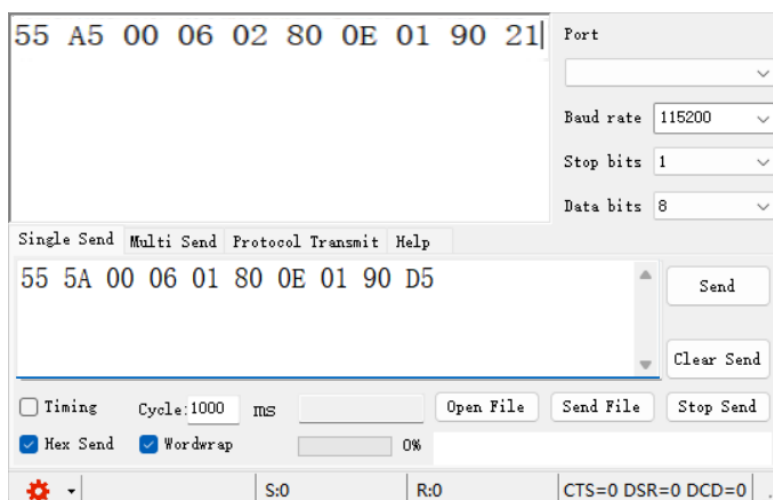 55 A5 00 06 02 80 0E 01 90 21
Port
Baud rate 115200
Stop bits 1
Data bits 8
Single Send Multi Send Protocol Transmit Help
55 5A 00 06 01 80 0E 01 90 D5
Send
Clear Send
Timing Cycle:1000 ms Open File Send File Stop Send
Hex Send Wordwrap 0%
S:0 R:0 CTS=0 DSR=0 DCD=0